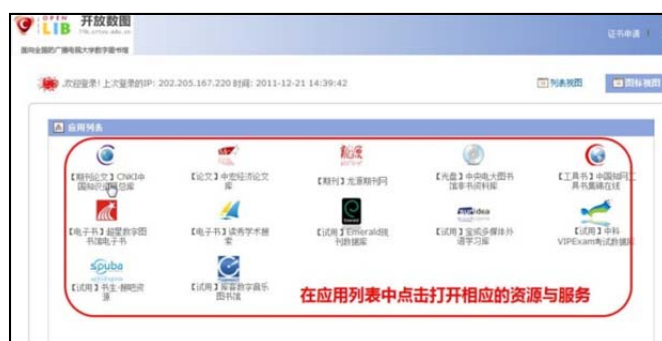 OPEN
LIB 开放数图
面向全国的广播电视大学数字图书馆
证书申请
欢迎登录! 上次登录的IP: 202.205.167.220 时间: 2011-12-21 14:39:42
列表视图
图标视图
应用列表
【期刊论文】CNKI中
【论文】中宏经济论文
库
【期刊】龙源期刊网
【光盘】中央电大图书
馆非书资料库
【工具书】中国知网工
具书集锦在线
【电子书】超星数字图
书馆电子书
【电子书】读秀学术搜
索
【试用】Emerald现
刊数据库
【试用】宝成多媒体外
语学习库
【试用】中科
VIPExam考试数据库
【试用】书生·搜吧资
源
【试用】库客数字音乐
图书馆
在应用列表中点击打开相应的资源与服务